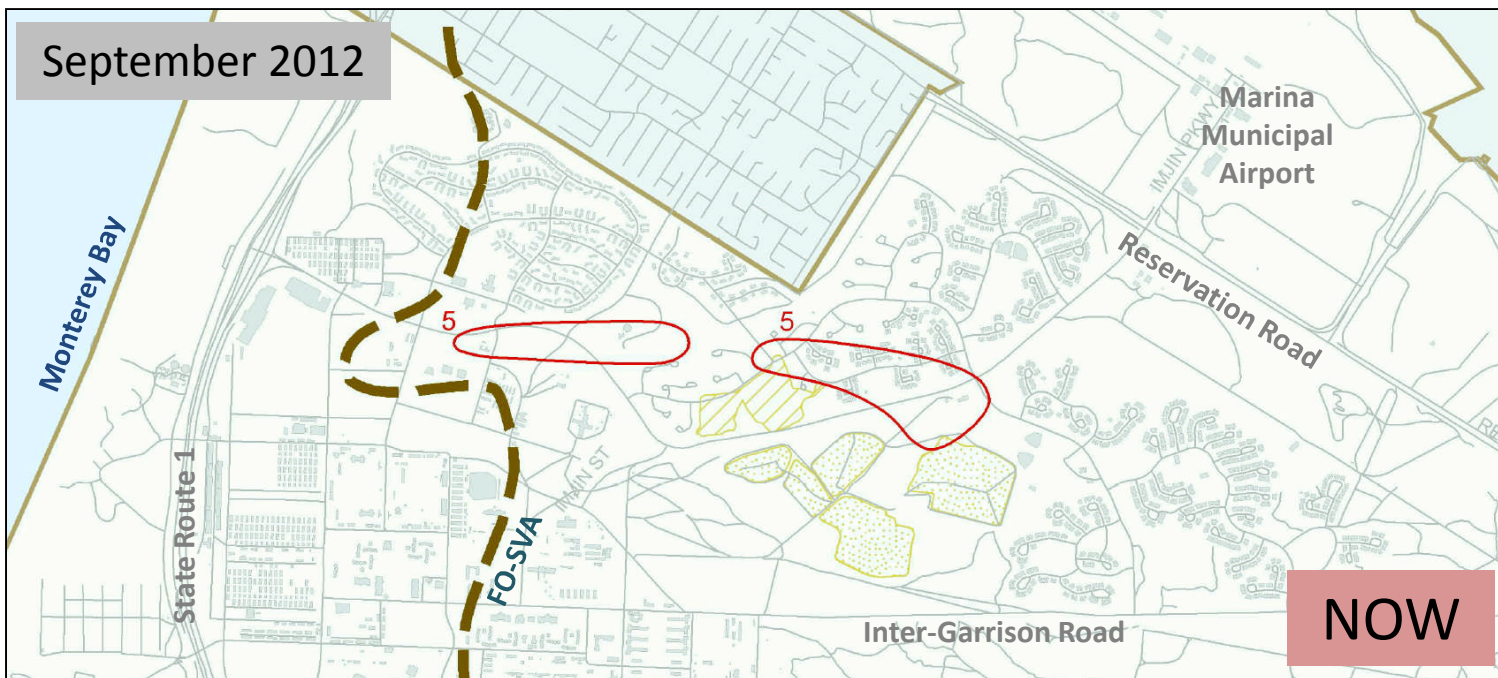 September 2012
Marina
Municipal
Airport
IMJIN PKWY
Monterey Bay
Reservation Road
5
5
RE
State Route 1
IMJIN ST
FO-SVA
Inter-Garrison Road
NOW